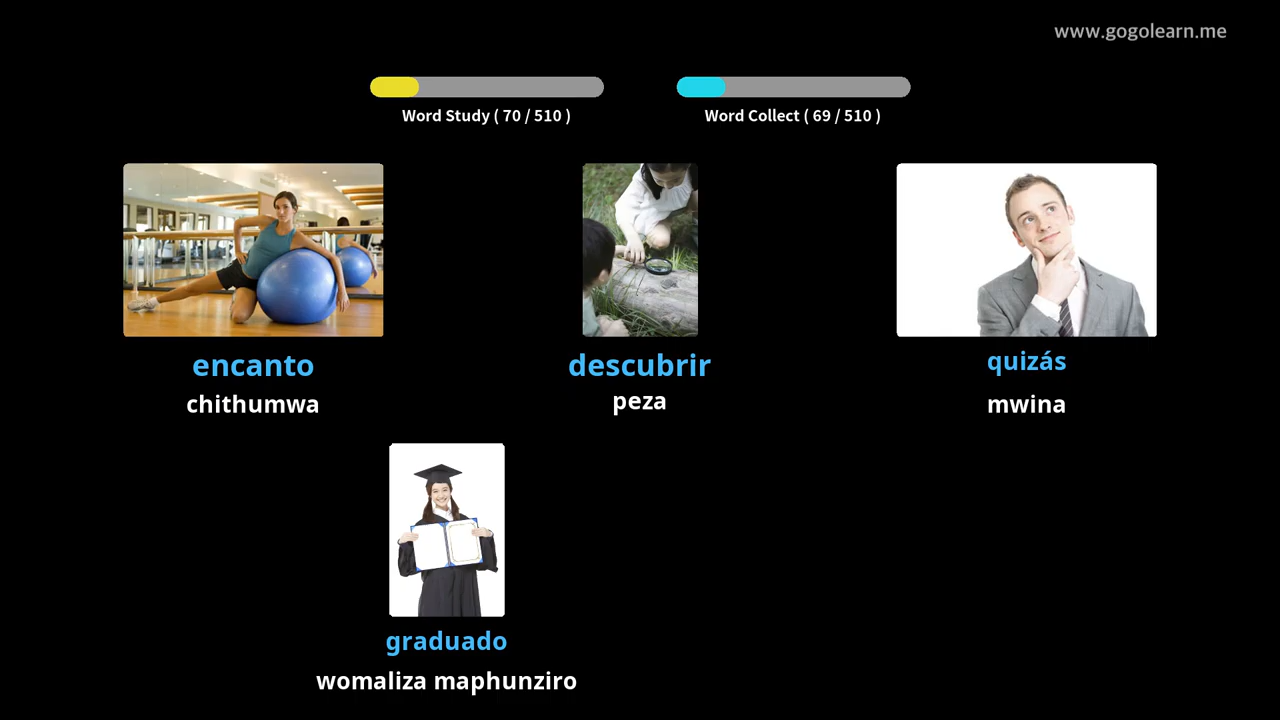 www.gogolearn.me
Word Study ( 70 / 510 )
Word Collect ( 69 / 510 )
encanto
chithumwa
descubrir
peza
quizás
mwina
graduado
womaliza maphunziro